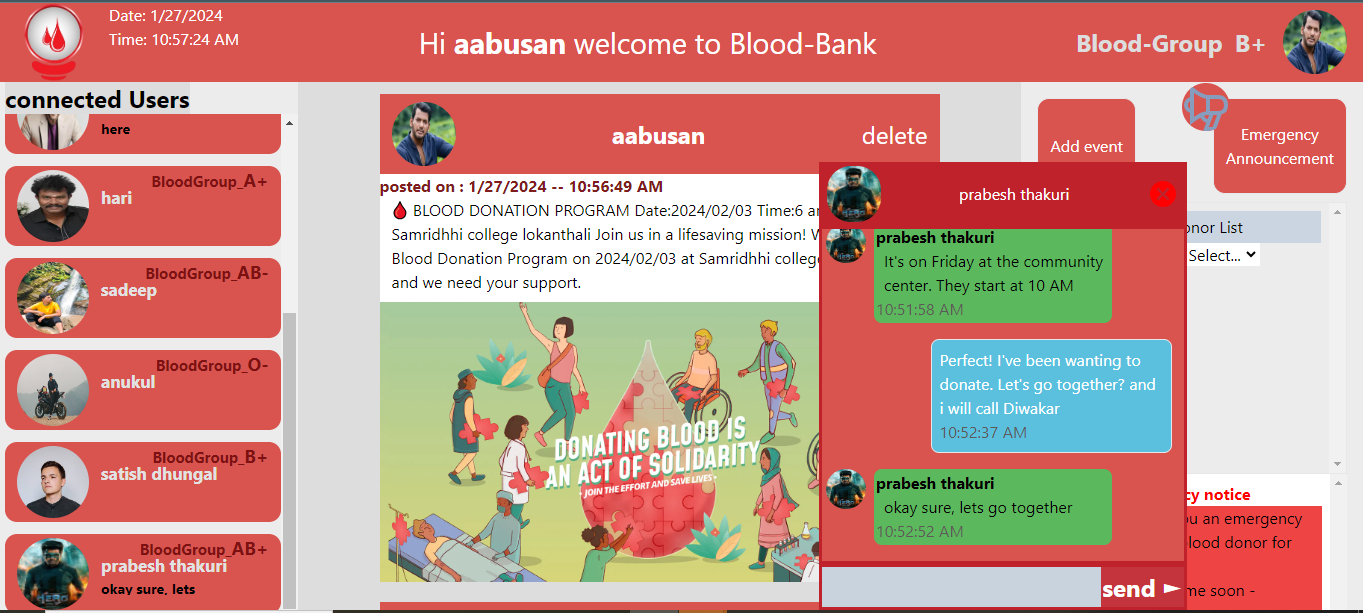 Date: 1/27/2024
Time: 10:57:24 AM
Hi aabusan welcome to Blood-Bank
Blood-Group B+
connected Users
here
BloodGroup_A+
hari
BloodGroup_AB-
sadeep
BloodGroup_O-
anukul
BloodGroup_B+
satish dhungal
BloodGroup_AB+
prabesh thakuri
okay sure, lets
aabusan
delete
posted on : 1/27/2024 -- 10:56:49 AM
🩸 BLOOD DONATION PROGRAM Date:2024/02/03 Time:6 am
Samridhhi college lokanthali Join us in a lifesaving mission!
Blood Donation Program on 2024/02/03 at Samridhhi college
and we need your support.
DONATING BLOOD IS
AN ACT OF SOLIDARITY
- JOIN THE EFFORT AND SAVE LIVES -
prabesh thakuri
prabesh thakuri
It's on Friday at the community
center. They start at 10 AM
10:51:58 AM
Perfect! I've been wanting to
donate. Let's go together? and
i will call Diwakar
10:52:37 AM
prabesh thakuri
okay sure, lets go together
10:52:52 AM
send ►
Add event
Emergency
Announcement
onor List
Select...
cy notice
ou an emergency
lood donor for
me soon -